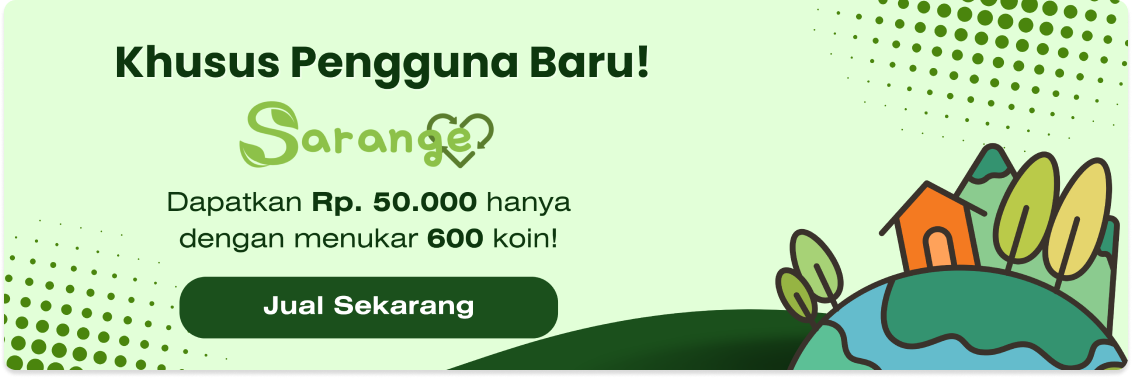 Khusus Pengguna Baru!
Sarange
Dapatkan Rp. 50.000 hanya
dengan menukar 600 koin!
Jual Sekarang